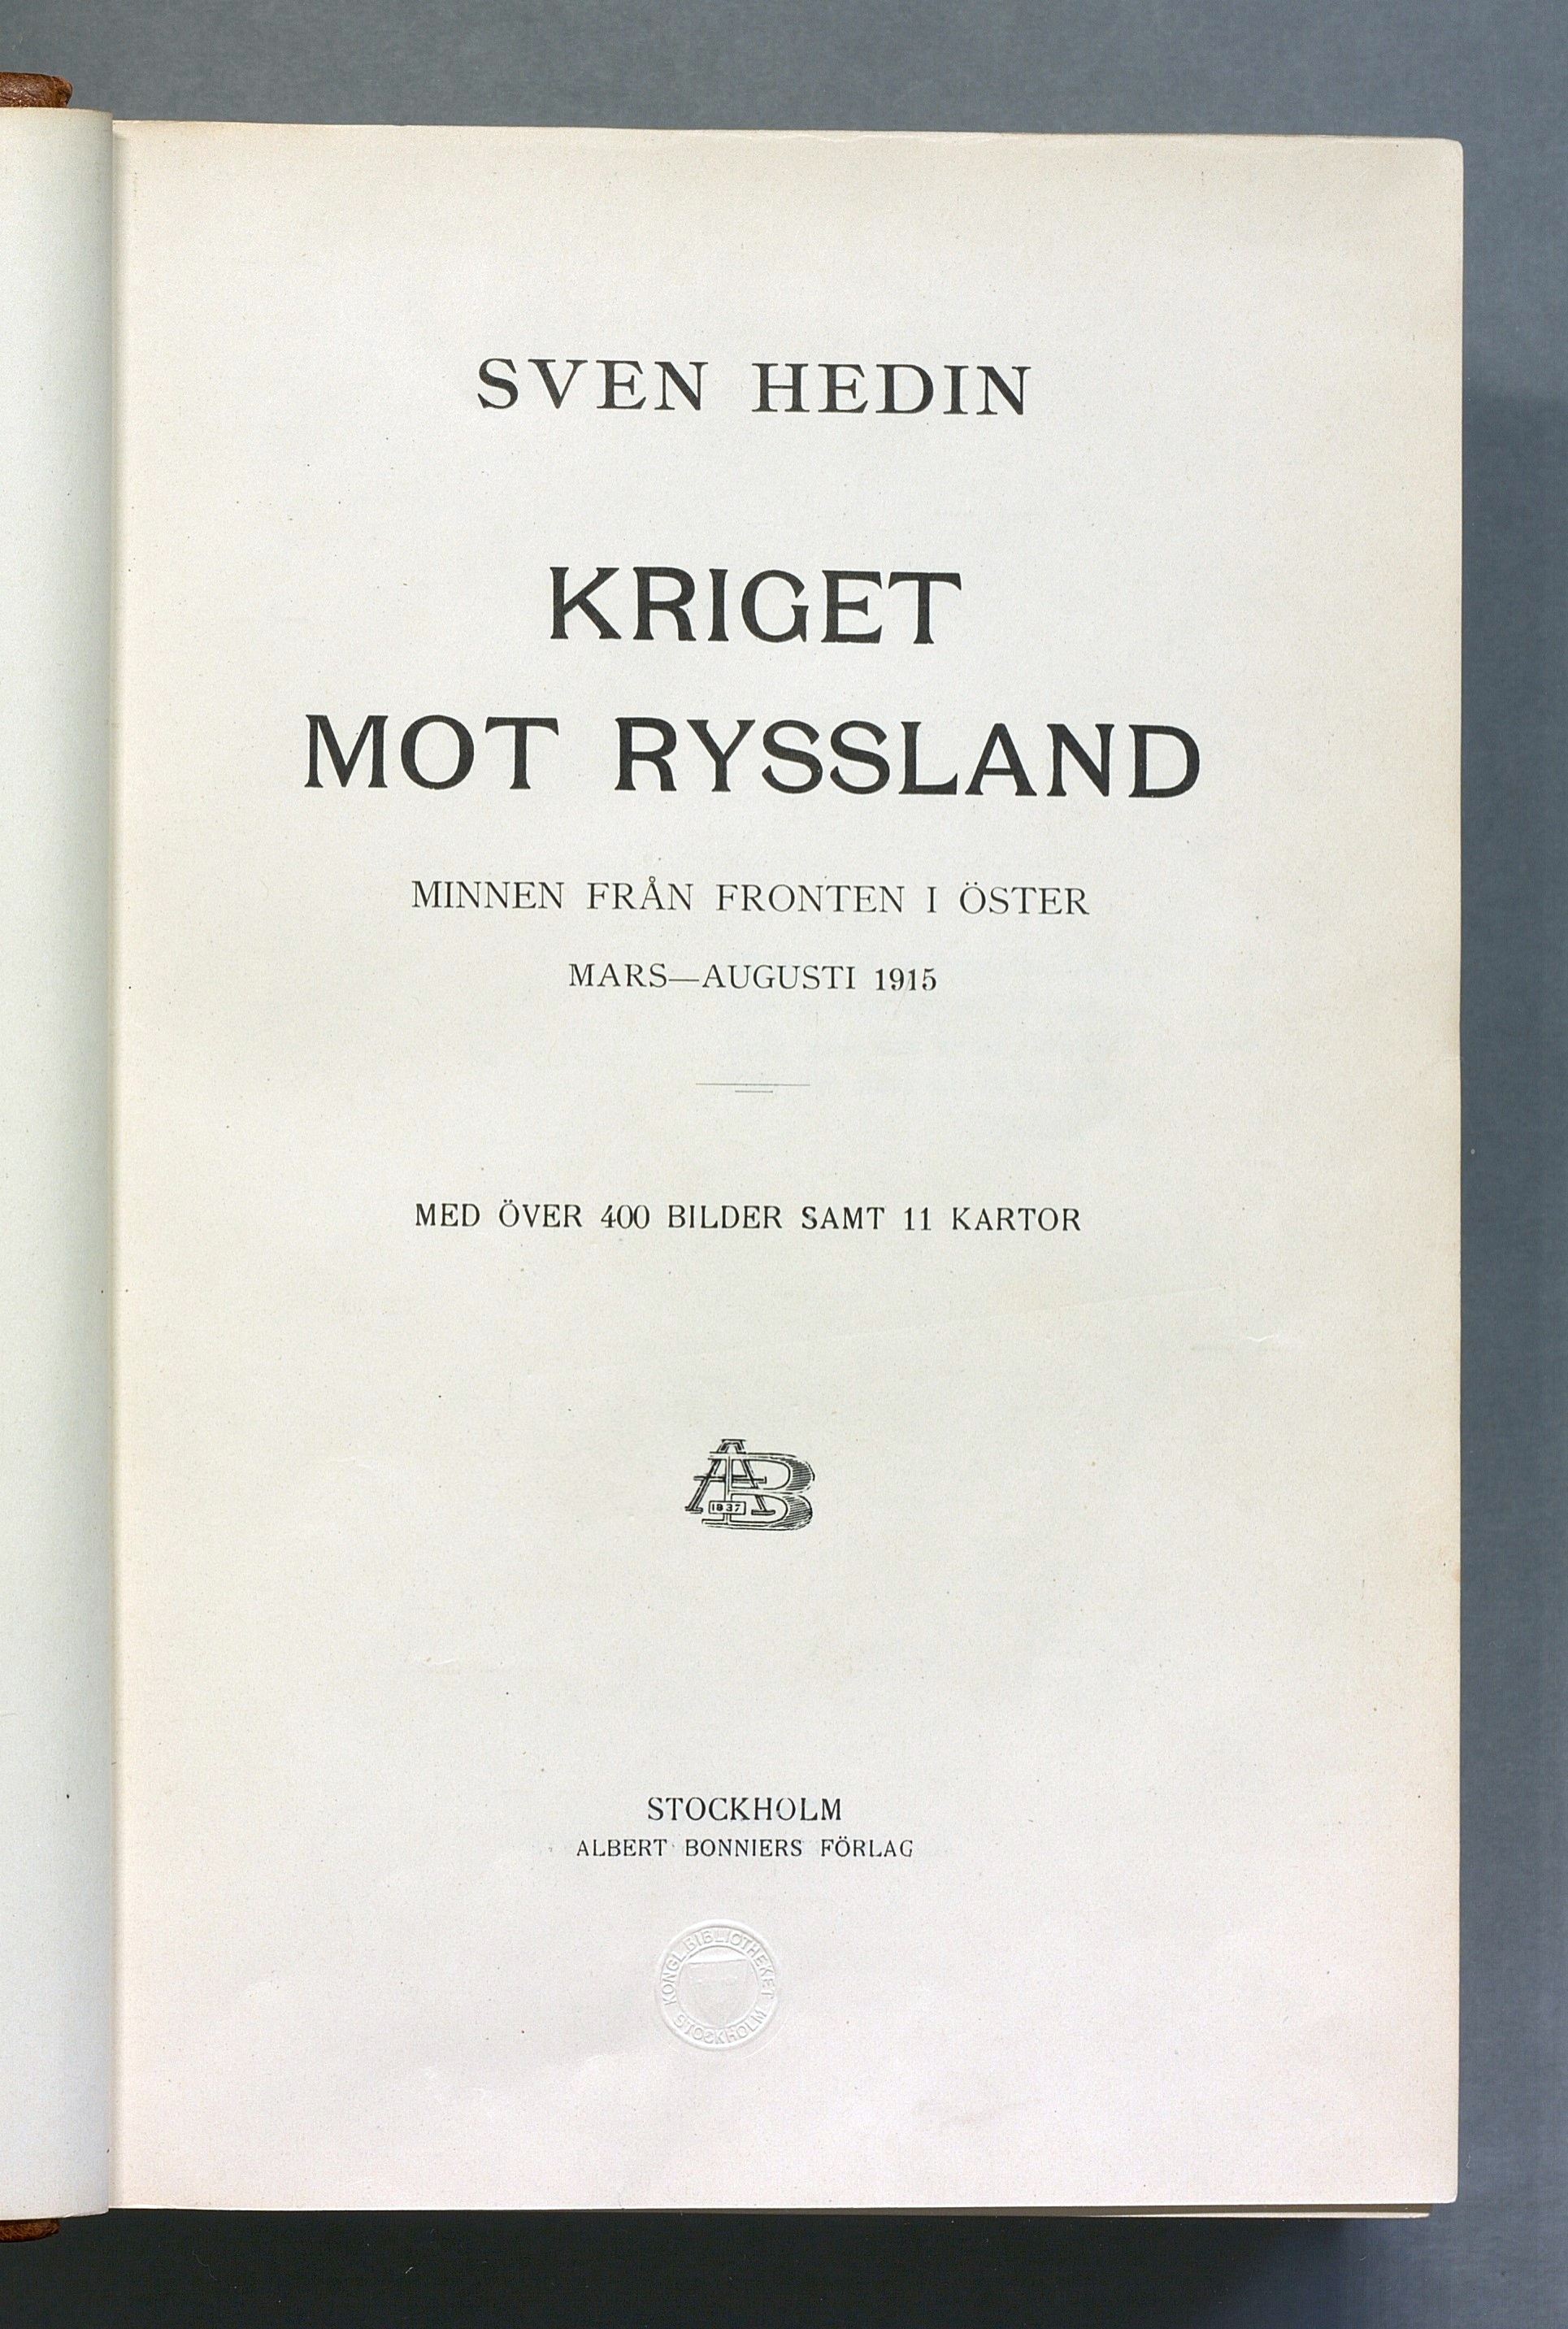 SVEN HEDIN
KRIGET
MOT RYSSLAND
MINNEN FRÅN FRONTEN I ÖSTER
MARS—AUGUSTI 1915
MED ÖVER 400 BILDER SAMT 11 KARTOR
AB
1837
STOCKHOLM
ALBERT BONNIERS FÖRLAG
KONGL. BIBLIOTHEKET
STOCKHOLM